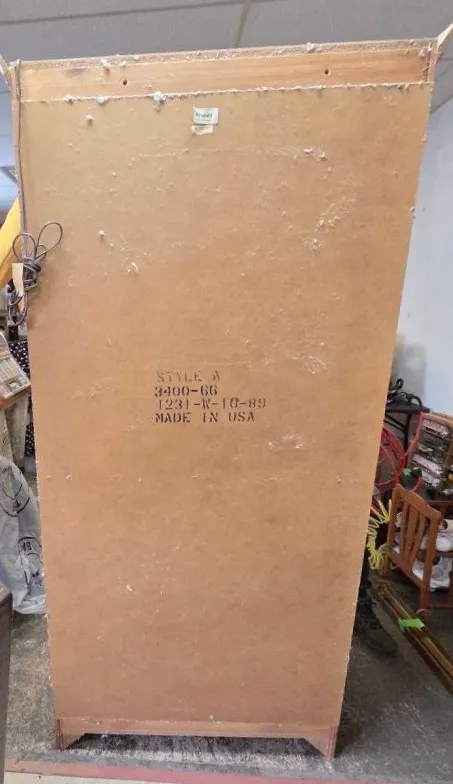 STYLE A
3400-66
1231-W-10-89
MADE IN USA